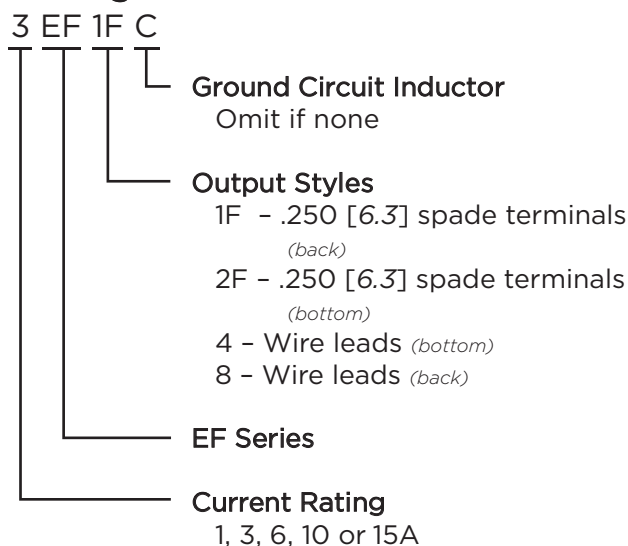 3 EF 1F C
Ground Circuit Inductor
Omit if none
Output Styles
1F – .250 [6.3] spade terminals
(back)
2F – .250 [6.3] spade terminals
(bottom)
4 – Wire leads (bottom)
8 – Wire leads (back)
EF Series
Current Rating
1, 3, 6, 10 or 15A